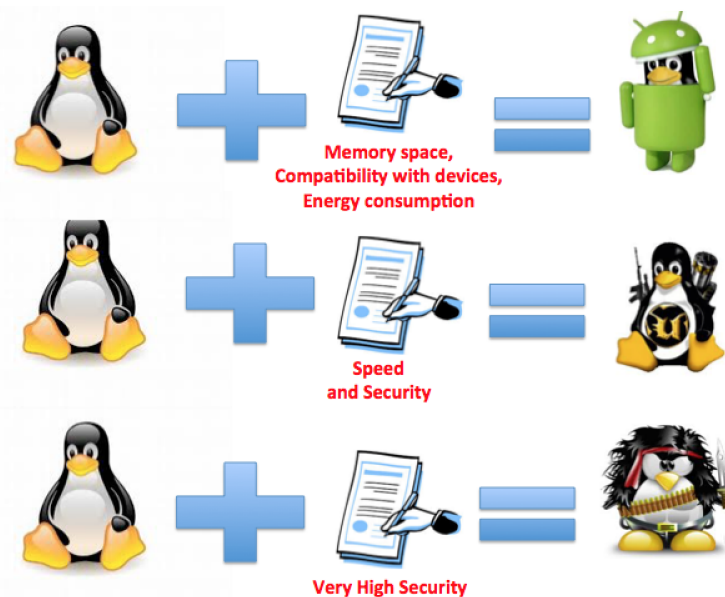 Memory space,
Compatibility with devices,
Energy consumption
Speed
and Security
Very High Security